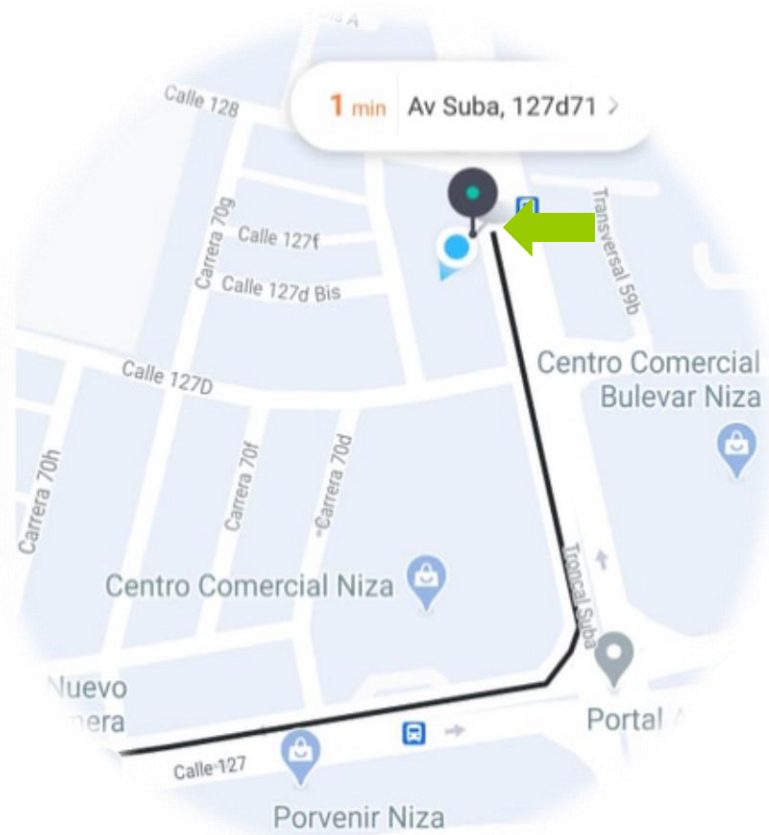 Calle 128
1 min Av Suba, 127d71
Carrera 70g
Calle 127f
Transversal 59b
Calle 127d Bis
Centro Comercial
Bulevar Niza
Calle 127D
Carrera 70h
Carrera 70f
Carrera 70d
Centro Comercial Niza
Troncal Suba
Nuevo
Portal
Calle 127
Porvenir Niza